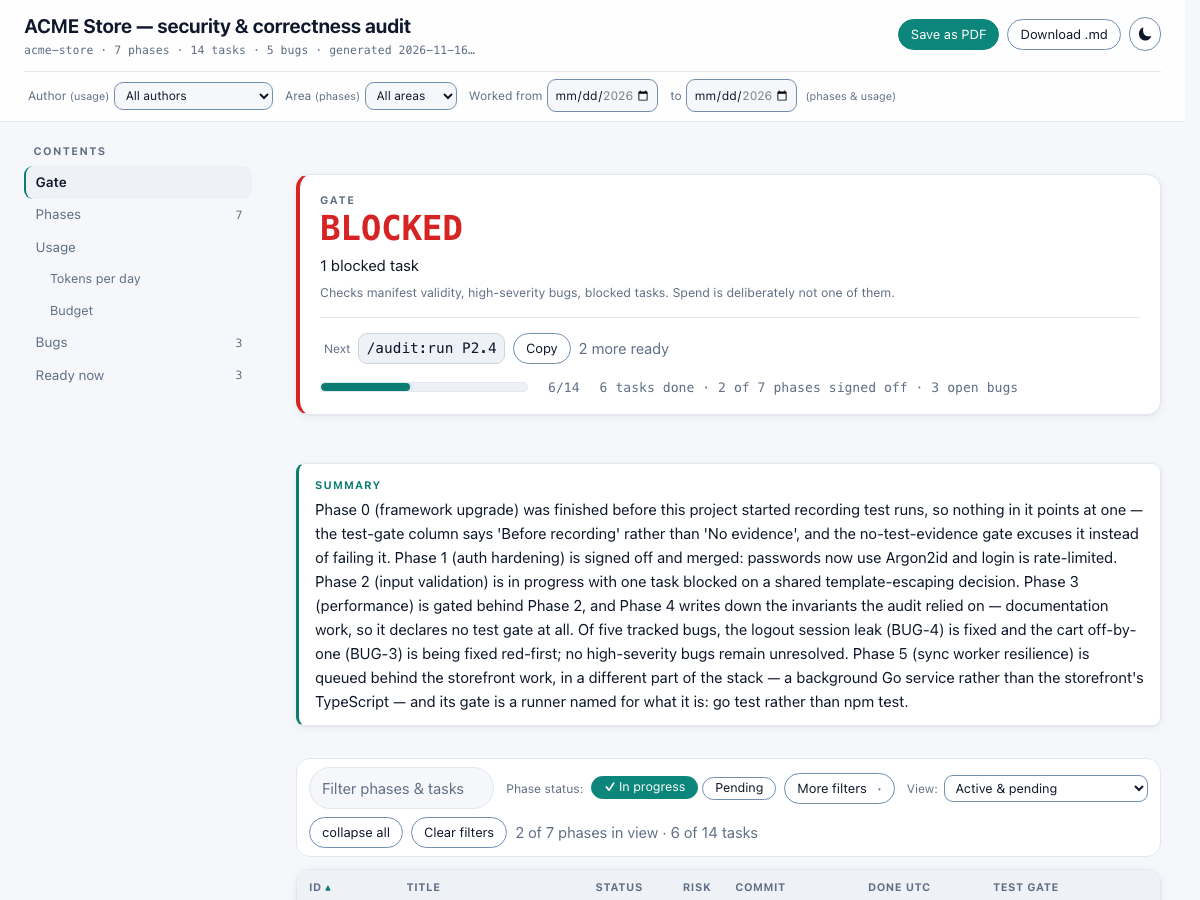 ACME Store — security & correctness audit
acme-store · 7 phases · 14 tasks · 5 bugs · generated 2026-11-16…
Save as PDF
Download .md
Author (usage) All authors Area (phases) All areas Worked from mm/dd/2026 to mm/dd/2026 (phases & usage)
CONTENTS
Gate
Phases 7
Usage
Tokens per day
Budget
Bugs 3
Ready now 3
GATE
BLOCKED
1 blocked task
Checks manifest validity, high-severity bugs, blocked tasks. Spend is deliberately not one of them.
Next /audit:run P2.4 Copy 2 more ready
6/14 6 tasks done · 2 of 7 phases signed off · 3 open bugs
SUMMARY
Phase 0 (framework upgrade) was finished before this project started recording test runs, so nothing in it points at one —
the test-gate column says 'Before recording' rather than 'No evidence', and the no-test-evidence gate excuses it instead
of failing it. Phase 1 (auth hardening) is signed off and merged: passwords now use Argon2id and login is rate-limited.
Phase 2 (input validation) is in progress with one task blocked on a shared template-escaping decision. Phase 3
(performance) is gated behind Phase 2, and Phase 4 writes down the invariants the audit relied on — documentation
work, so it declares no test gate at all. Of five tracked bugs, the logout session leak (BUG-4) is fixed and the cart off-by-
one (BUG-3) is being fixed red-first; no high-severity bugs remain unresolved. Phase 5 (sync worker resilience) is
queued behind the storefront work, in a different part of the stack — a background Go service rather than the storefront's
TypeScript — and its gate is a runner named for what it is: go test rather than npm test.
Filter phases & tasks Phase status: ✓ In progress Pending More filters · View: Active & pending
collapse all Clear filters 2 of 7 phases in view · 6 of 14 tasks
ID ▲ TITLE STATUS RISK COMMIT DONE UTC TEST GATE